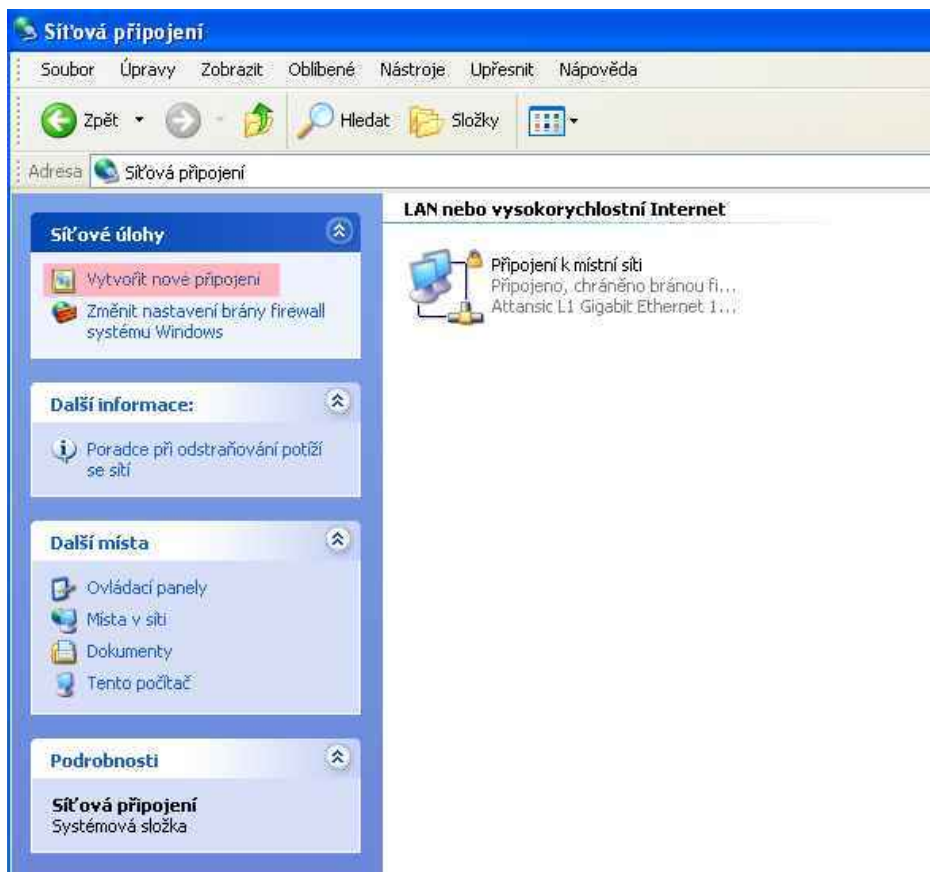 Síťová připojení
Soubor Úpravy Zobrazit Oblíbené Nástroje Upřesnit Nápověda
Zpět Hledat Složky
Adresa Síťová připojení
Síťové úlohy
Vytvořit nové připojení
Změnit nastavení brány firewall
systému Windows
Další informace:
Poradce při odstraňování potíží
se sítí
Další místa
Ovládací panely
Místa v síti
Dokumenty
Tento počítač
Podrobnosti
Síťová připojení
Systémová složka
LAN nebo vysokorychlostní Internet
Připojení k místní síti
Připojeno, chráněno bránou fi...
Attansic L1 Gigabit Ethernet 1...